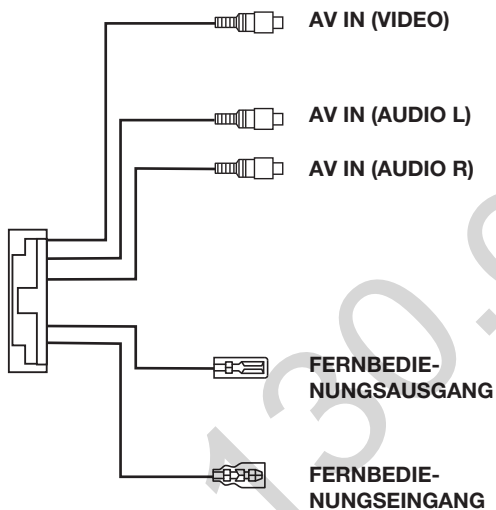 AV IN (VIDEO)
AV IN (AUDIO L)
AV IN (AUDIO R)
FERNBEDIE-
NUNGSAUSGANG
FERNBEDIE-
NUNGSEINGANG